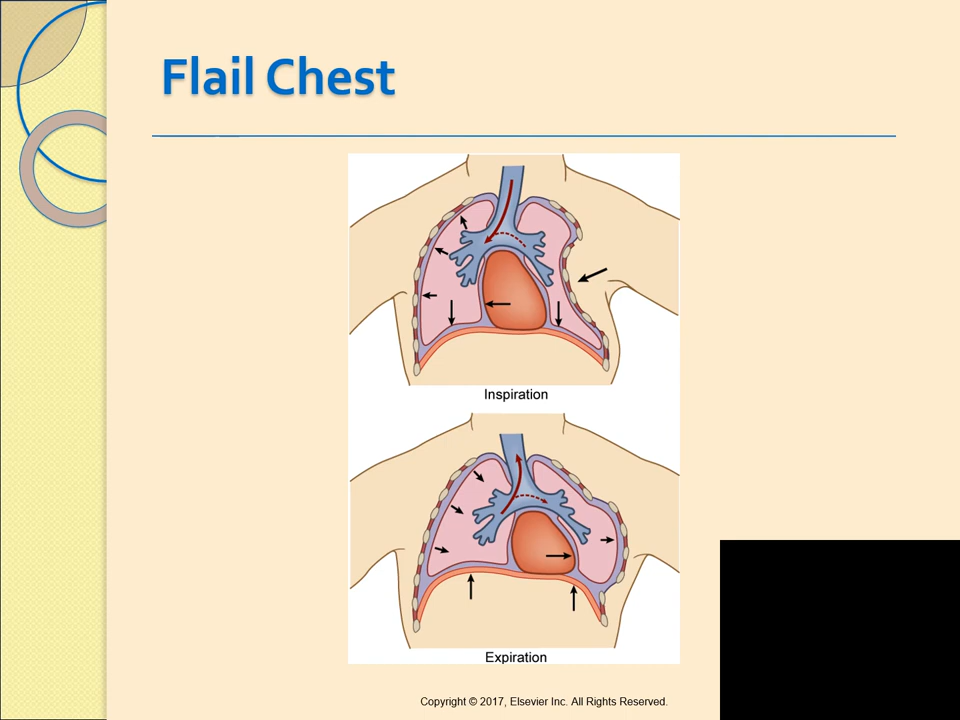 Flail Chest
Inspiration
Expiration
Copyright © 2017, Elsevier Inc. All Rights Reserved.